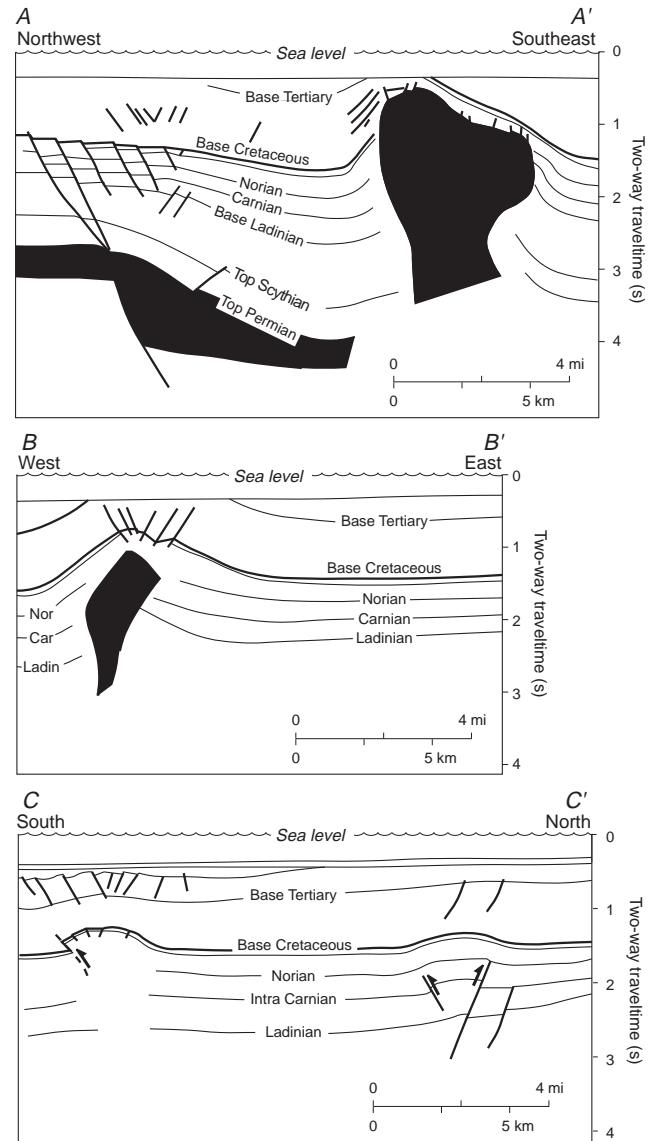 A A'
Northwest Sea level Southeast
0
Base Tertiary
1
Base Cretaceous
Norian
Carnian
2
Base Ladinian
Top Scythian
3
Top Permian
4
Two-way traveltime (s)
0 4 mi
0 5 km
B B'
West Sea level East
0
Base Tertiary
1
Base Cretaceous
Nor Norian
Car Carnian
2
Ladin Ladinian
3
4
Two-way traveltime (s)
0 4 mi
0 5 km
C C'
South Sea level North
0
Base Tertiary
1
Base Cretaceous
Norian
2
Intra Carnian
Ladinian
3
4
Two-way traveltime (s)
0 4 mi
0 5 km